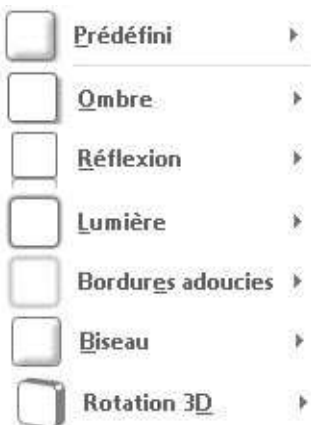 Prédéfini
Ombre
Réflexion
Lumière
Bordures adoucies
Biseau
Rotation 3D